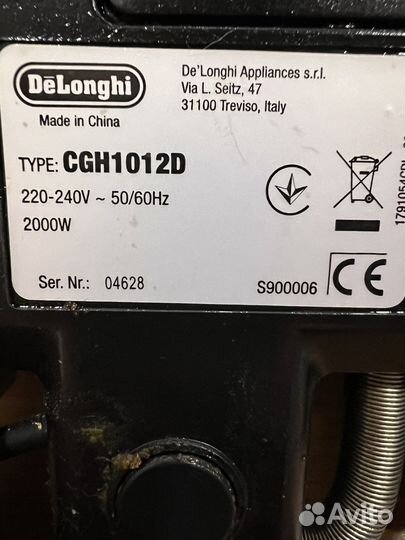 DeLonghi
Made in China
De'Longhi Appliances s.r.l.
Via L. Seitz, 47
31100 Treviso, Italy
TYPE: CGH1012D
220-240V ~ 50/60Hz
2000W
Ser. Nr.: 04628
S900006
CE
Avito